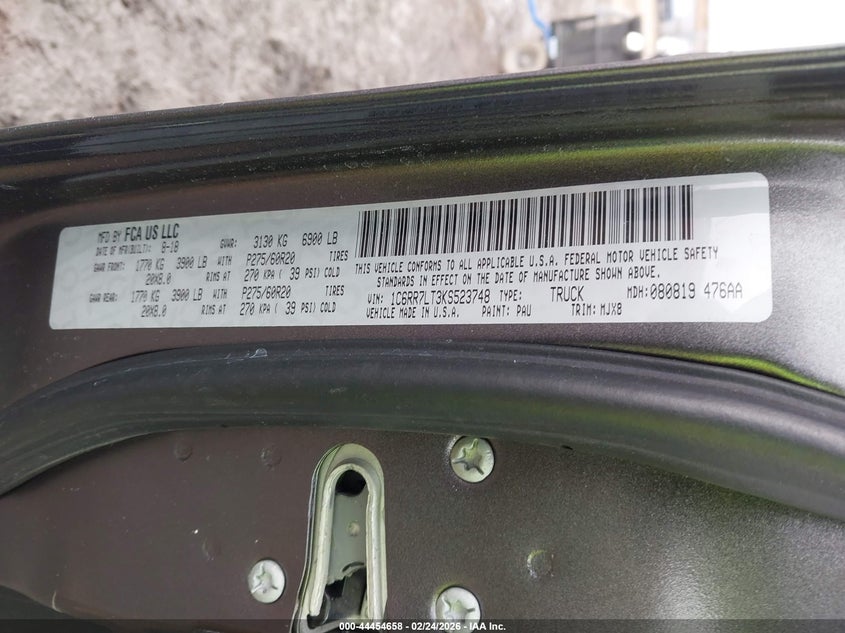 MFD BY FCA US LLC
DATE OF MFR(BUILT): 8-18 GVWR: 3130 KG 6900 LB
GAWR FRONT: 1770 KG 3900 LB WITH P275/60R20 TIRES
20X8.0 RIMS AT 270 KPA ( 39 PSI) COLD
GAWR REAR: 1770 KG 3900 LB WITH P275/60R20 TIRES
20X8.0 RIMS AT 270 KPA ( 39 PSI) COLD
THIS VEHICLE CONFORMS TO ALL APPLICABLE U.S.A. FEDERAL MOTOR VEHICLE SAFETY
STANDARDS IN EFFECT ON THE DATE OF MANUFACTURE SHOWN ABOVE.
VIN: 1C6RR7LT3KS523748 TYPE: TRUCK MDH:080819 476AA
VEHICLE MADE IN U.S.A. PAINT: PAU TRIM: MJX8
000-44454658 - 02/24/2026 - IAA Inc.